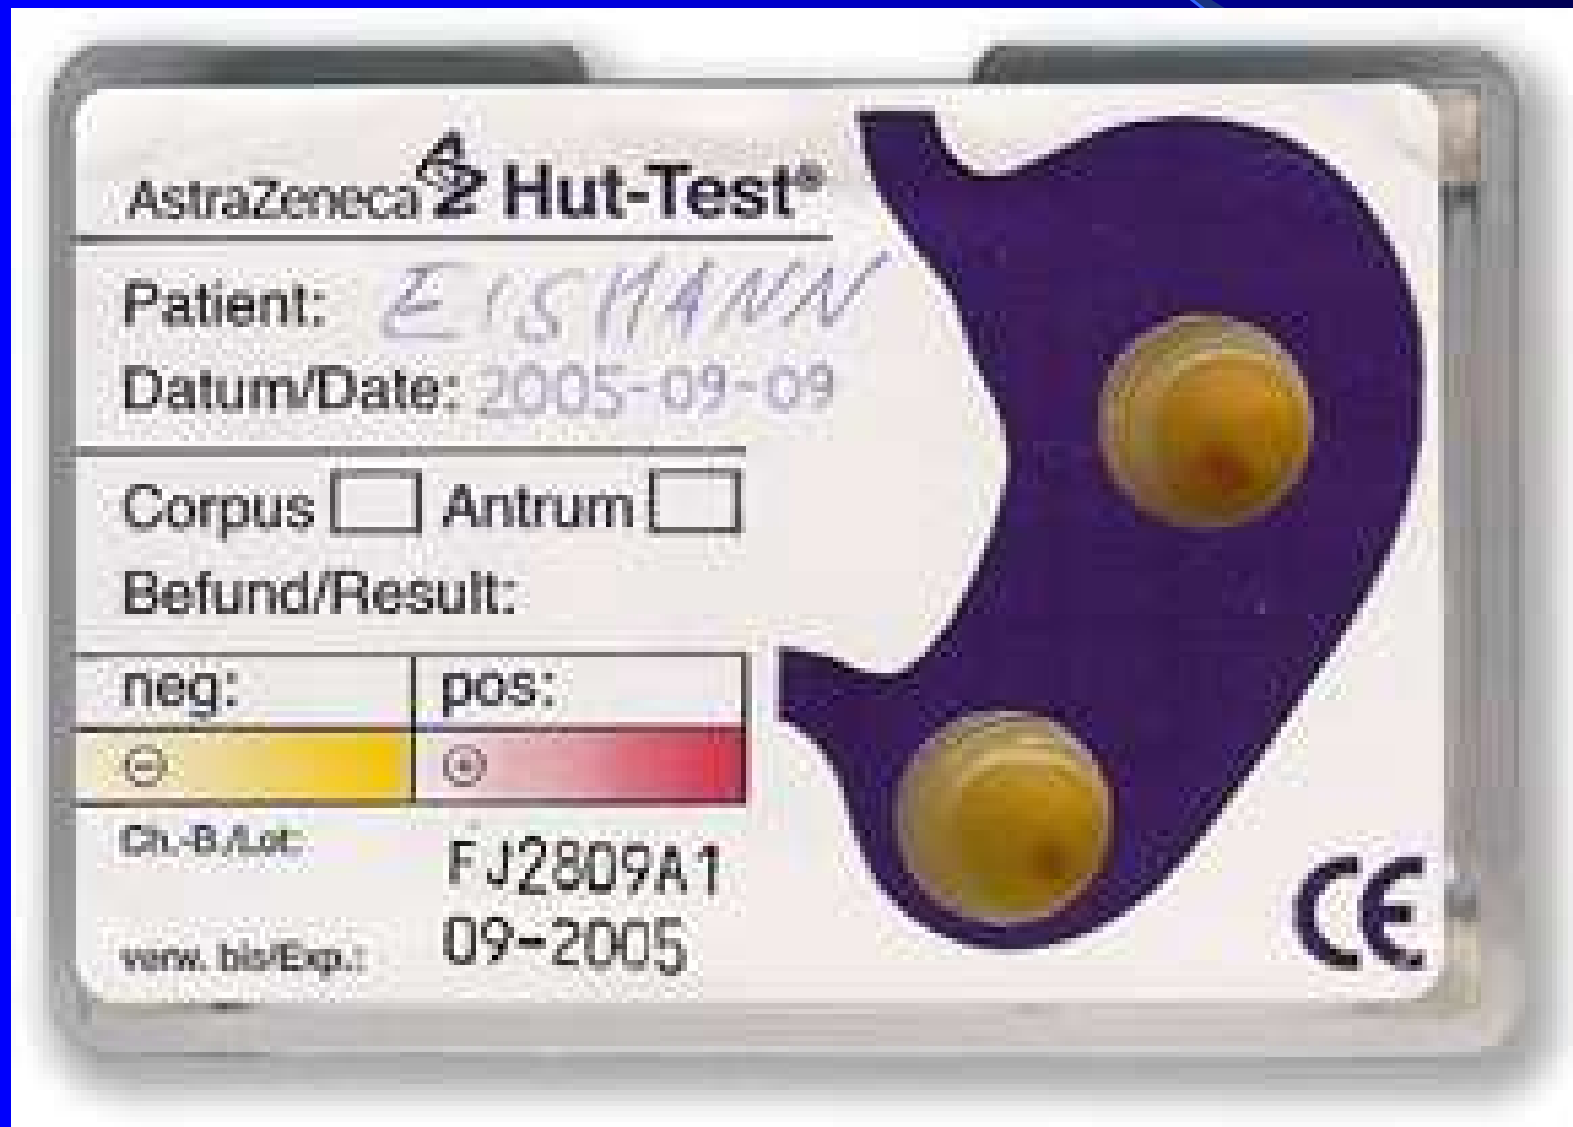 AstraZeneca Hut-Test®
Patient: EISMANN
Datum/Date: 2005-09-09
Corpus Antrum
Befund/Result:
neg: pos:
⊖ ⊕
Ch.-B./Lot: FJ2809A1
verw. bis/Exp.: 09-2005
CE